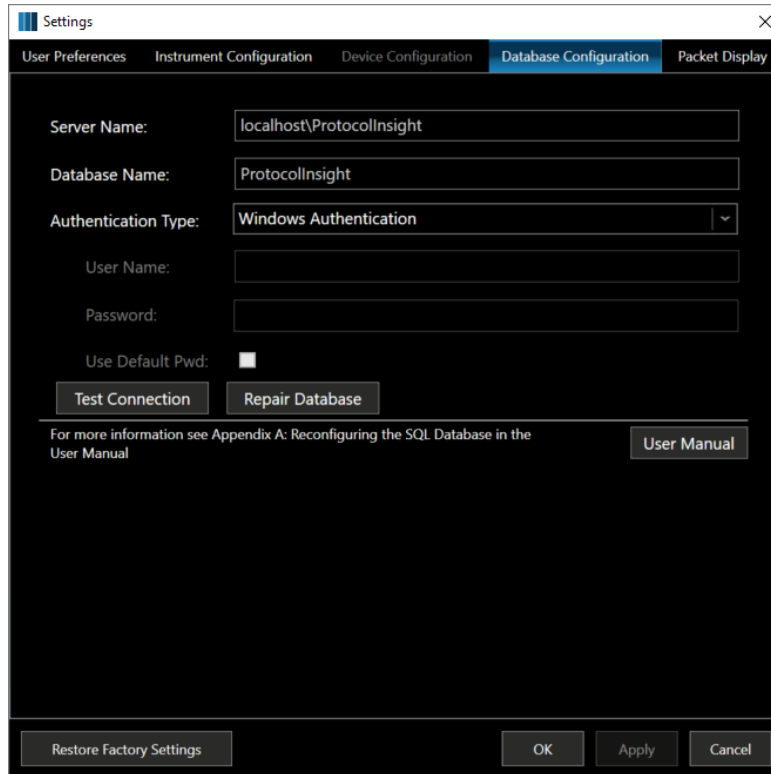 Settings
User Preferences Instrument Configuration Device Configuration Database Configuration Packet Display
Server Name: localhost\ProtocolInsight
Database Name: ProtocolInsight
Authentication Type: Windows Authentication
User Name:
Password:
Use Default Pwd:
Test Connection Repair Database
For more information see Appendix A: Reconfiguring the SQL Database in the
User Manual
User Manual
Restore Factory Settings OK Apply Cancel